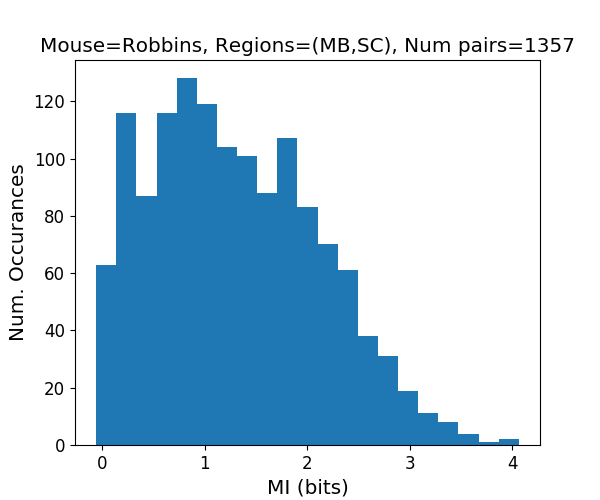 Mouse=Robbins, Regions=(MB,SC), Num pairs=1357
120
100
80
60
40
20
0
Num. Occurances
0 1 2 3 4
MI (bits)